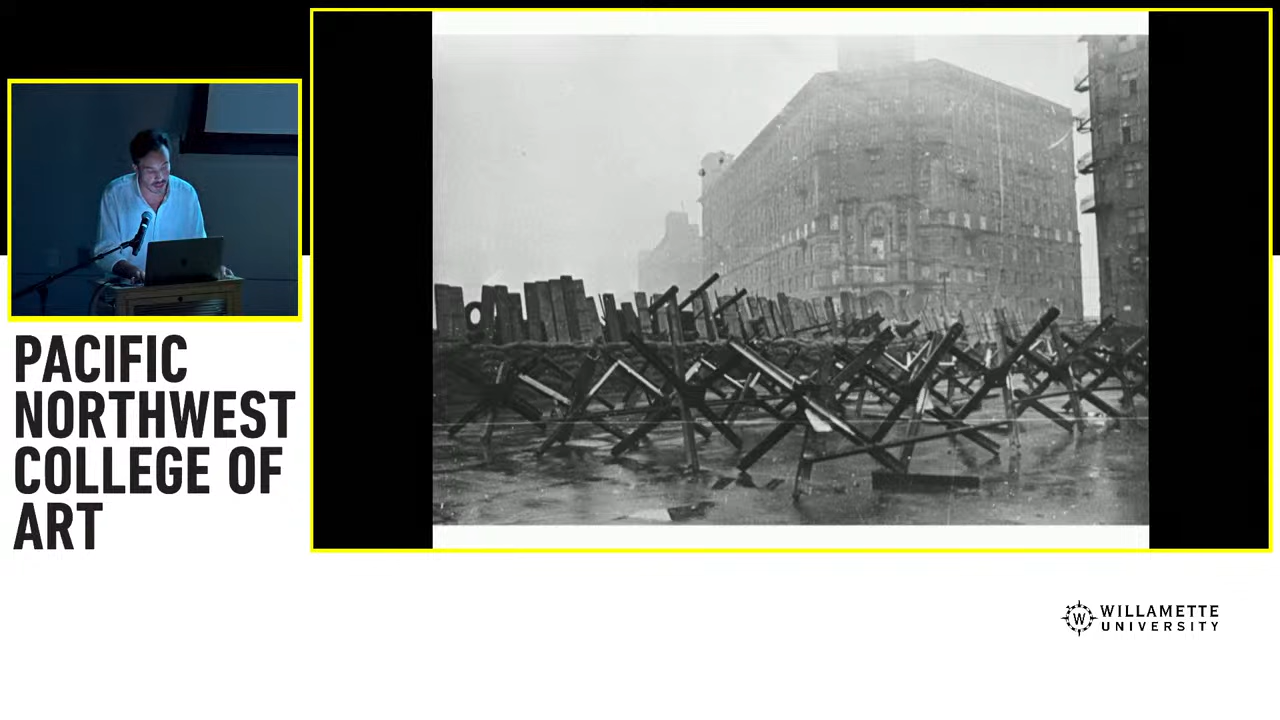 PACIFIC
NORTHWEST
COLLEGE OF
ART
WILLAMETTE
UNIVERSITY